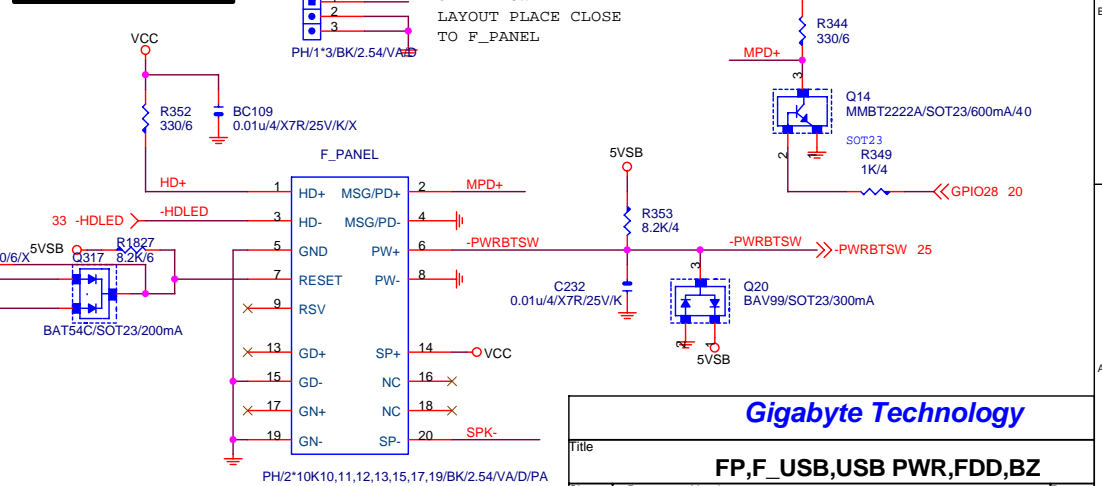 2
LAYOUT PLACE CLOSE
3
TO F_PANEL
PH/1*3/BK/2.54/VA/D
VCC
R352
330/6
BC109
0.01u/4/X7R/25V/K/X
F_PANEL
HD+
1
HD+
MSG/PD+
2
MPD+
33 -HDLED
-HDLED
3
HD-
MSG/PD-
4
5
GND
PW+
6
-PWRBTSW
-PWRBTSW
-PWRBTSW 25
5VSB
R1827
8.2K/6
0/6/X
Q317
BAT54C/SOT23/200mA
7
RESET
PW-
8
9
RSV
13
GD+
SP+
14
VCC
15
GD-
NC
16
17
GN+
NC
18
19
GN-
SP-
20
SPK-
PH/2*10K10,11,12,13,15,17,19/BK/2.54/VA/D/PA
5VSB
R353
8.2K/4
C232
0.01u/4/X7R/25V/K
3
Q20
BAV99/SOT23/300mA
2
1
5VSB
R344
330/6
MPD+
3
Q14
MMBT2222A/SOT23/600mA/40
SOT23
2
1
R349
1K/4
GPIO28 20
A
Gigabyte Technology
Title
FP,F_USB,USB PWR,FDD,BZ